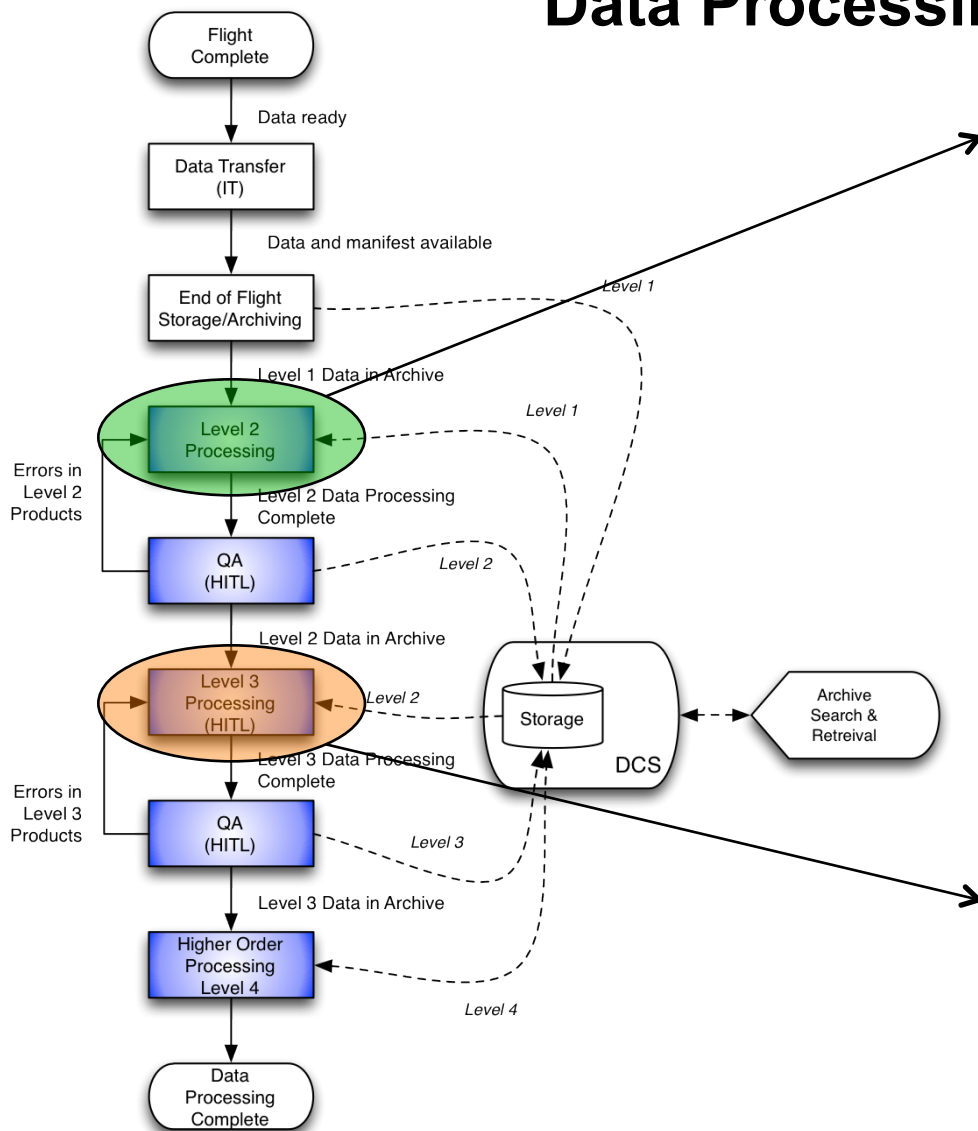 Data Processi
Flight
Complete
Data ready
Data Transfer
(IT)
Data and manifest available
End of Flight
Storage/Archiving
Level 1
Level 1 Data in Archive
Level 1
Level 2
Processing
Errors in
Level 2
Products
Level 2 Data Processing
Complete
QA
(HITL)
Level 2
Level 2 Data in Archive
Level 3
Processing
(HITL)
Level 2
Storage
DCS
Archive
Search &
Retreival
Level 3 Data Processing
Complete
Errors in
Level 3
Products
QA
(HITL)
Level 3
Level 3 Data in Archive
Higher Order
Processing
Level 4
Level 4
Data
Processing
Complete